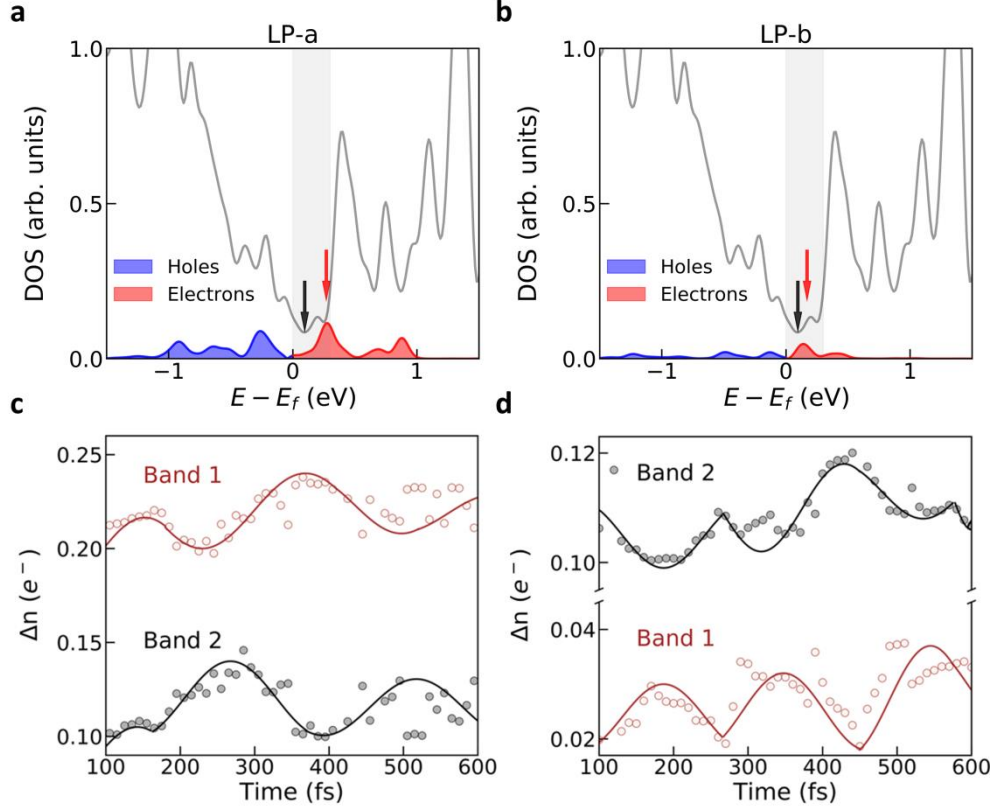 a
LP-a
1.0
0.5
0.0
DOS (arb. units)
Holes
Electrons
−1
0
1
E − E_f (eV)
b
LP-b
1.0
0.5
0.0
DOS (arb. units)
Holes
Electrons
−1
0
1
E − E_f (eV)
c
0.25
0.20
0.15
0.10
Δn (e⁻)
Band 1
Band 2
100
200
300
400
500
600
Time (fs)
d
0.12
0.10
0.04
0.02
Δn (e⁻)
Band 2
Band 1
100
200
300
400
500
600
Time (fs)